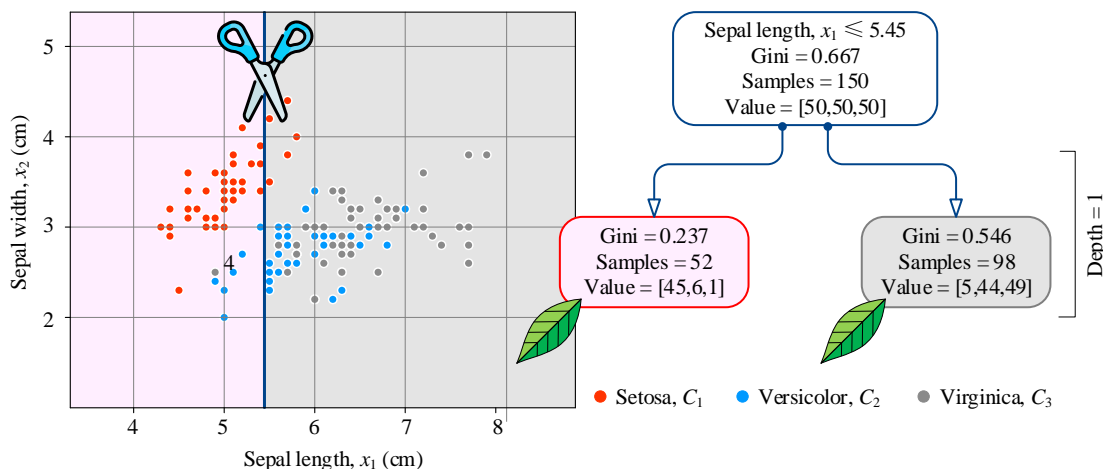 5
4
3
2
4
4
5
6
7
8
Sepal width, x2 (cm)
Sepal length, x1 (cm)
Sepal length, x1 ⩽ 5.45
Gini = 0.667
Samples = 150
Value = [50,50,50]
Gini = 0.237
Samples = 52
Value = [45,6,1]
Gini = 0.546
Samples = 98
Value = [5,44,49]
Depth = 1
Setosa, C1
Versicolor, C2
Virginica, C3